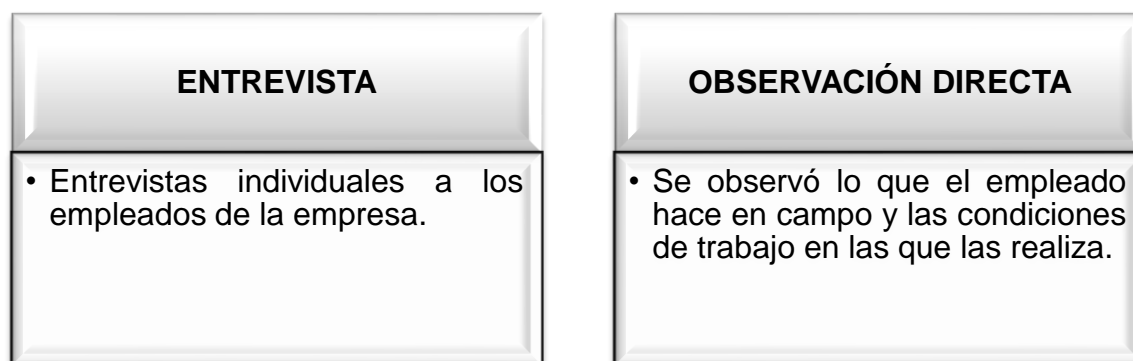 ENTREVISTA
• Entrevistas individuales a los
empleados de la empresa.
OBSERVACIÓN DIRECTA
• Se observó lo que el empleado
hace en campo y las condiciones
de trabajo en las que las realiza.